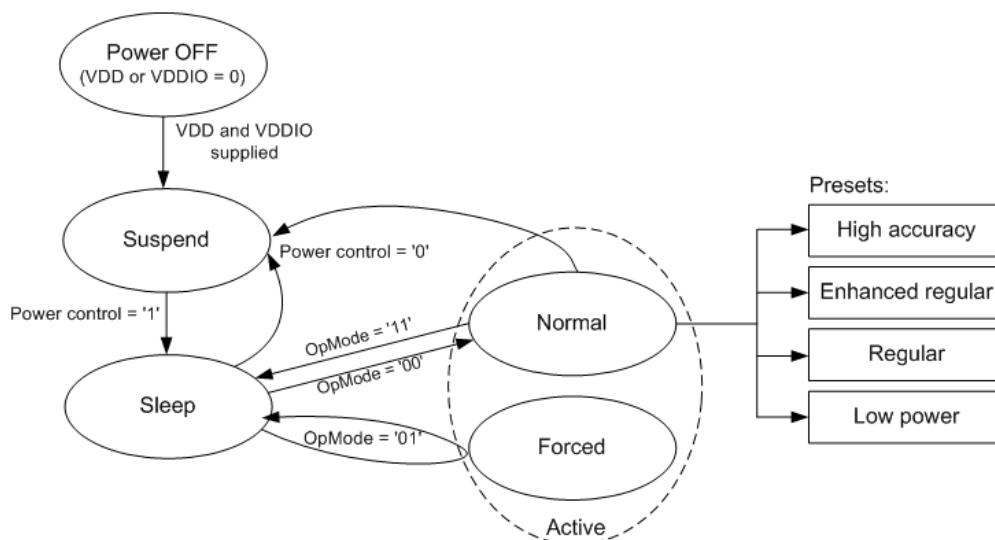 Power OFF
(VDD or VDDIO = 0)
VDD and VDDIO
supplied
Presets:
High accuracy
Suspend
Power control = '0'
Enhanced regular
Power control = '1'
OpMode = '11'
Normal
Regular
OpMode = '00'
Sleep
Low power
OpMode = '01'
Forced
Active